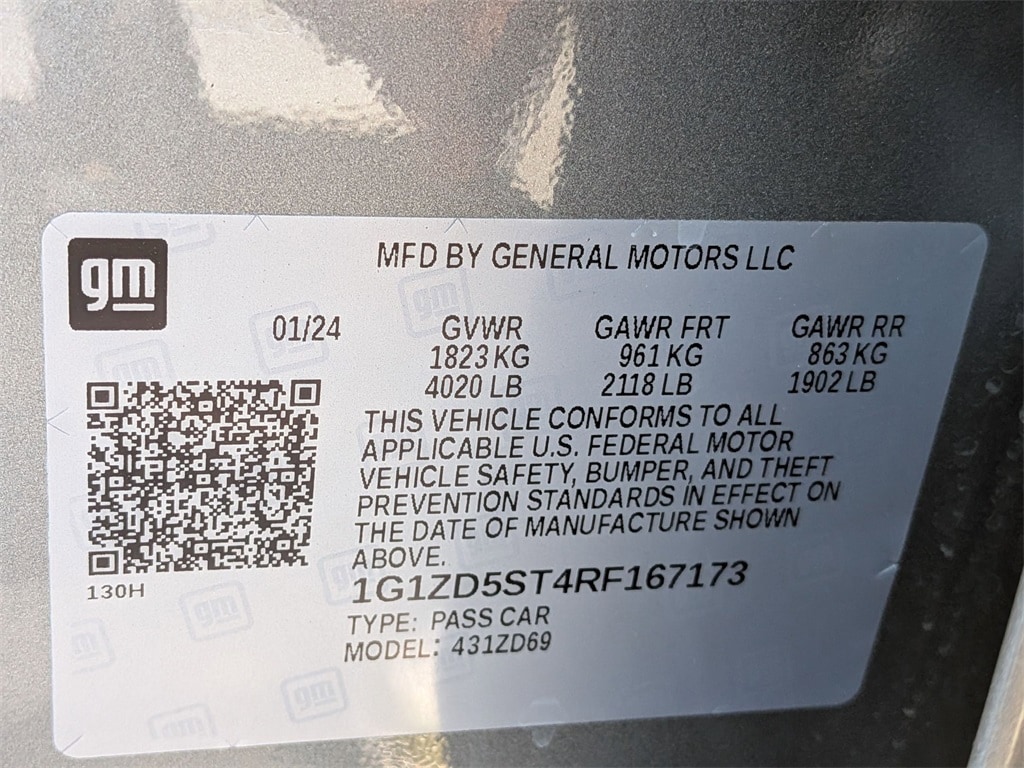 gm
MFD BY GENERAL MOTORS LLC
01/24 GVWR GAWR FRT GAWR RR
1823 KG 961 KG 863 KG
4020 LB 2118 LB 1902 LB
THIS VEHICLE CONFORMS TO ALL
APPLICABLE U.S. FEDERAL MOTOR
VEHICLE SAFETY, BUMPER, AND THEFT
PREVENTION STANDARDS IN EFFECT ON
THE DATE OF MANUFACTURE SHOWN
ABOVE.
130H
1G1ZD5ST4RF167173
TYPE: PASS CAR
MODEL: 431ZD69